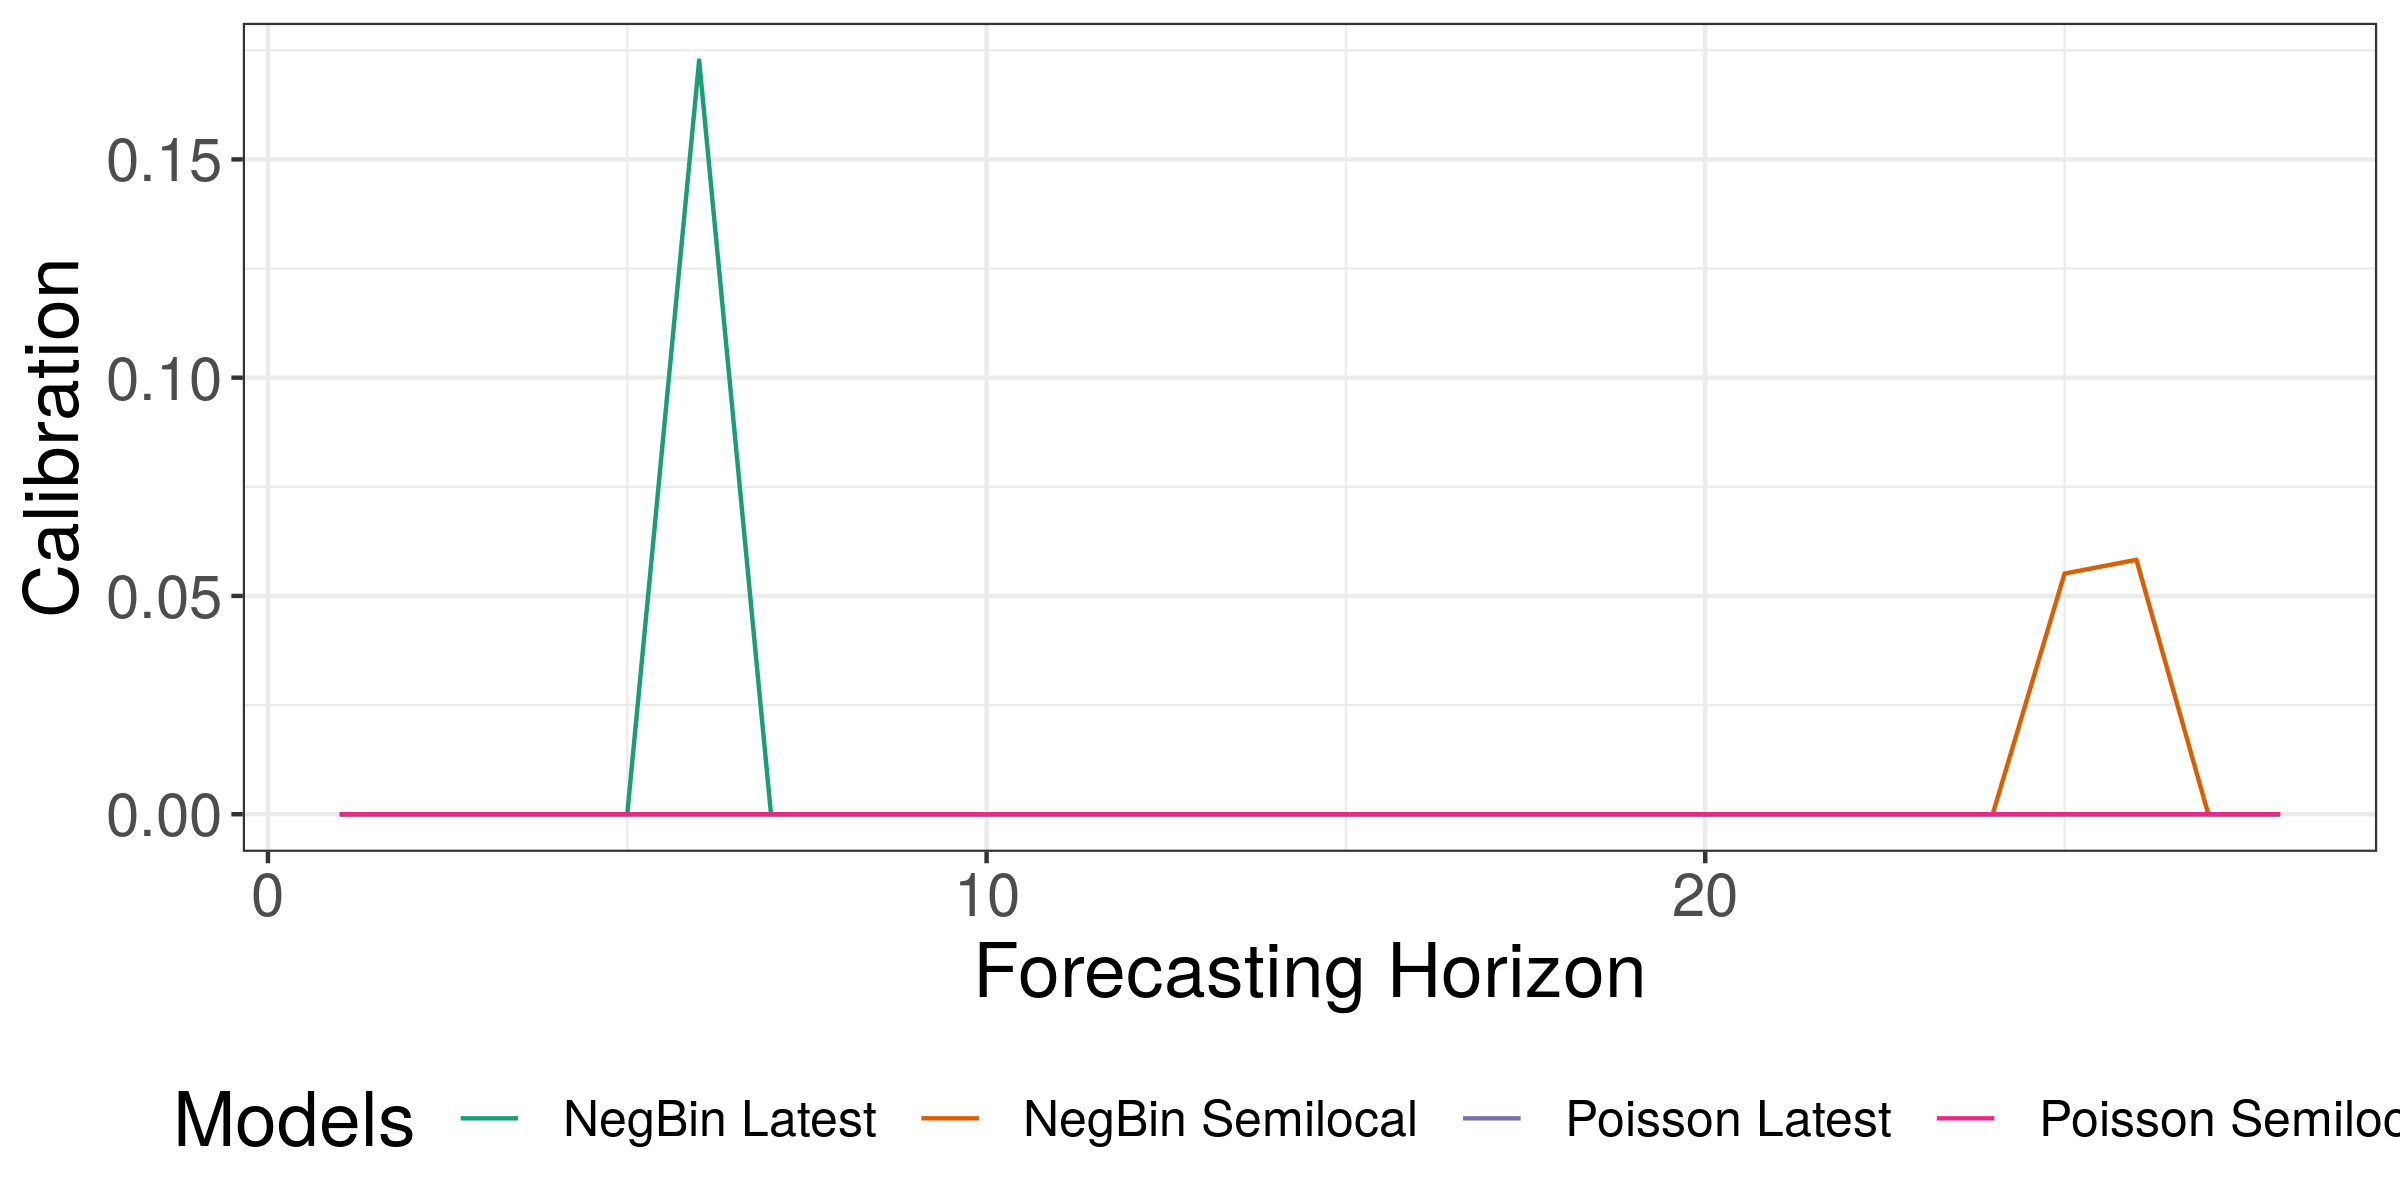 0.15
0.10
0.05
0.00
Calibration
0 10 20
Forecasting Horizon
Models NegBin Latest NegBin Semilocal Poisson Latest Poisson